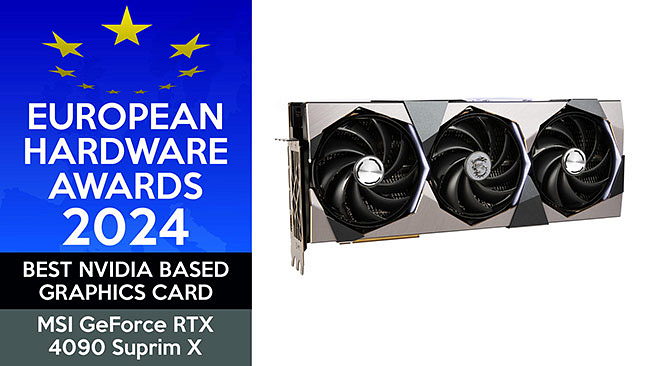 EUROPEAN
HARDWARE
AWARDS
2024
BEST NVIDIA BASED
GRAPHICS CARD
MSI GeForce RTX
4090 Suprim X